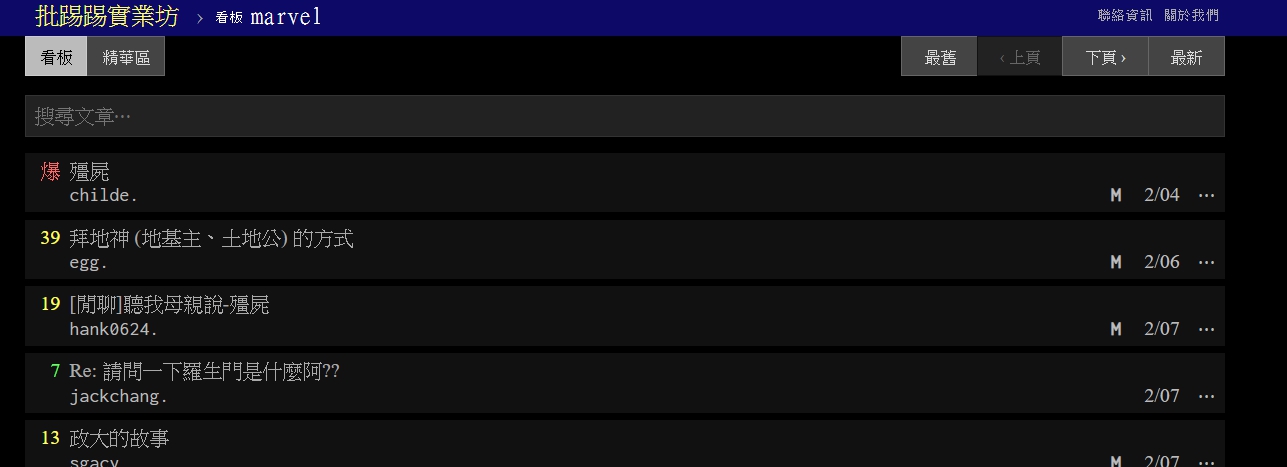 批踢踢實業坊 › 看板 marvel 聯絡資訊 關於我們
看板 精華區 最舊 ‹ 上頁 下頁 › 最新
搜尋文章…
爆 殭屍
childe. M 2/04 …
39 拜地神 (地基主、土地公) 的方式
egg. M 2/06 …
19 [閒聊]聽我母親說-殭屍
hank0624. M 2/07 …
7 Re: 請問一下羅生門是什麼阿??
jackchang. 2/07 …
13 政大的故事
sgacy M 2/07 …